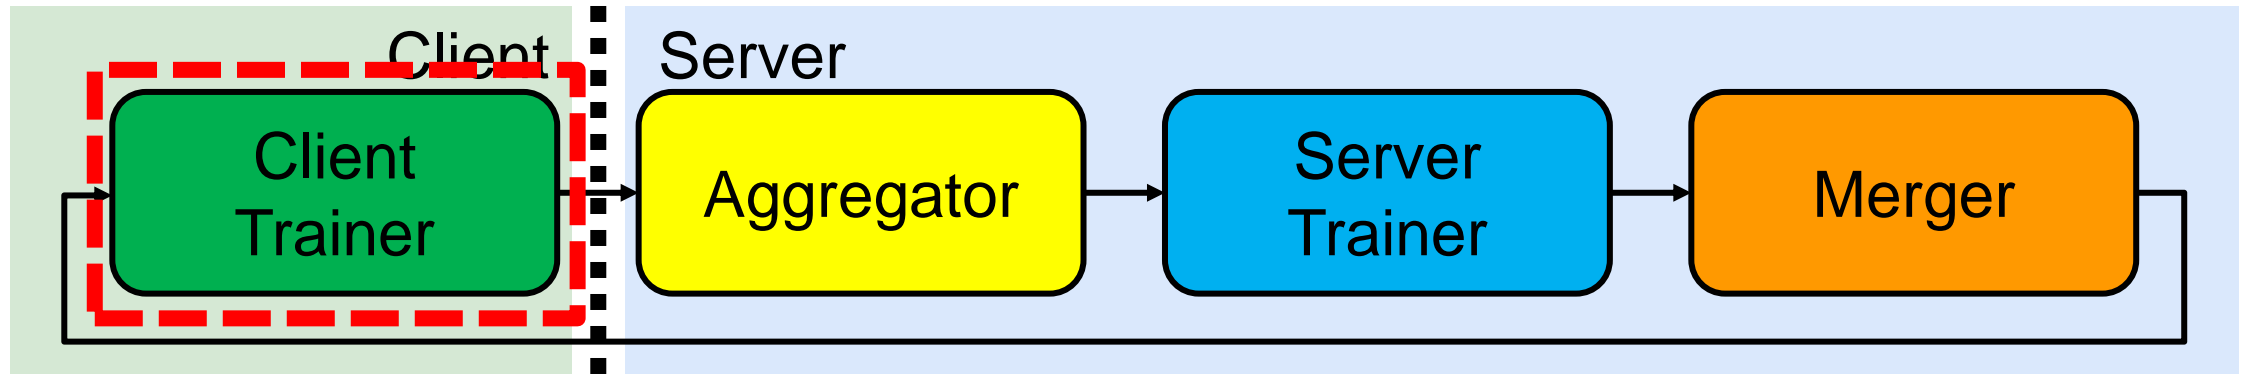 Client
Server
Client
Trainer
Aggregator
Server
Trainer
Merger